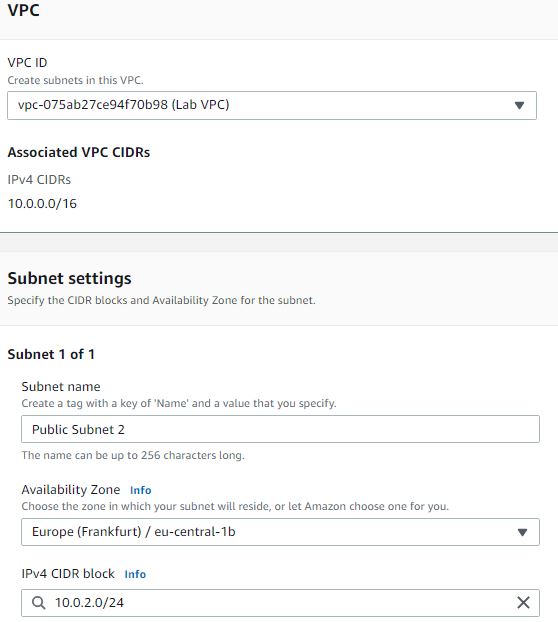 VPC
VPC ID
Create subnets in this VPC.
vpc-075ab27ce94f70b98 (Lab VPC)
Associated VPC CIDRs
IPv4 CIDRs
10.0.0.0/16
Subnet settings
Specify the CIDR blocks and Availability Zone for the subnet.
Subnet 1 of 1
Subnet name
Create a tag with a key of 'Name' and a value that you specify.
Public Subnet 2
The name can be up to 256 characters long.
Availability Zone Info
Choose the zone in which your subnet will reside, or let Amazon choose one for you.
Europe (Frankfurt) / eu-central-1b
IPv4 CIDR block Info
10.0.2.0/24